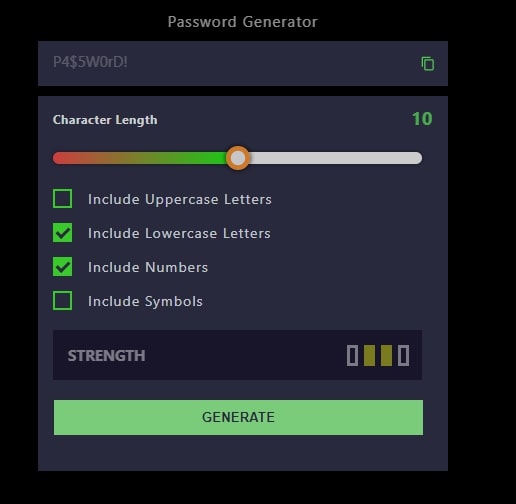 Password Generator
P4$5W0rD!
Character Length 10
Include Uppercase Letters
Include Lowercase Letters
Include Numbers
Include Symbols
STRENGTH
GENERATE